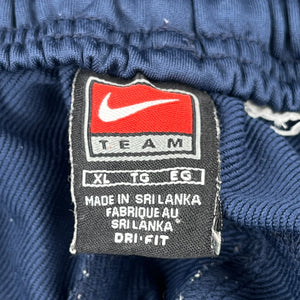 TEAM
XL TG EG
MADE IN SRI LANKA
FABRIQUE AU
SRI LANKA
DRI-FIT